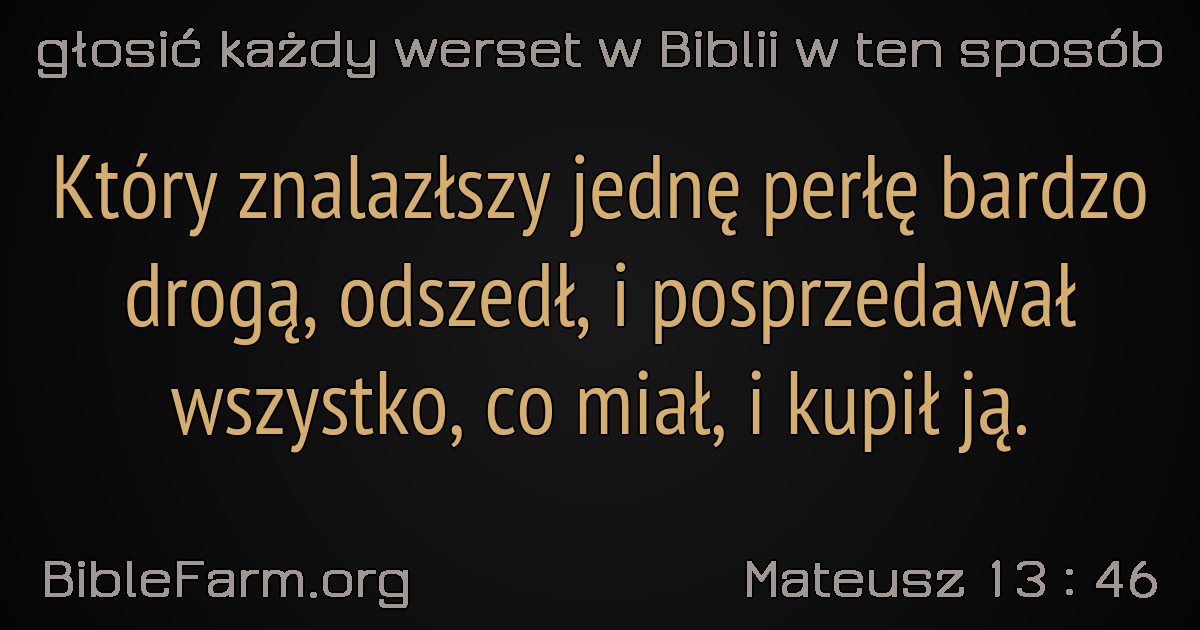 głosić każdy werset w Biblii w ten sposób
Który znalazłszy jednę perłę bardzo
drogą, odszedł, i posprzedawał
wszystko, co miał, i kupił ją.
BibleFarm.org
Mateusz 13 : 46